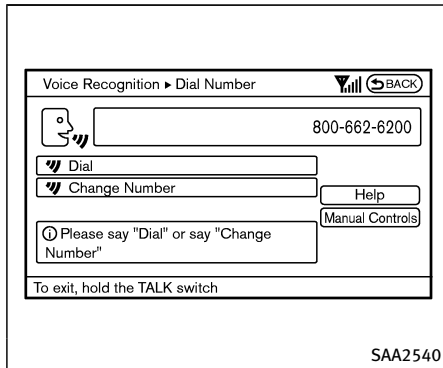 Voice Recognition ▸ Dial Number
BACK
800-662-6200
Dial
Change Number
Help
Manual Controls
Please say "Dial" or say "Change
Number"
To exit, hold the TALK switch
SAA2540